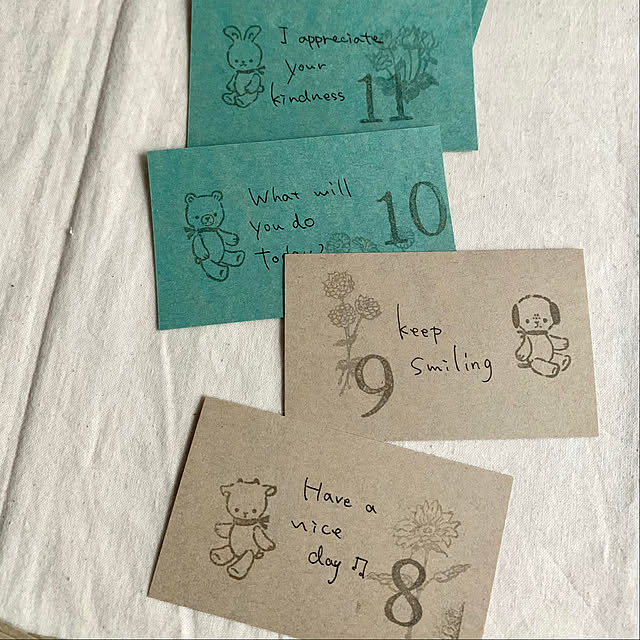 I appreciate
your
kindness
11
What will
you do
today?
10
keep
smiling
9
Have a
nice
day ♫
8